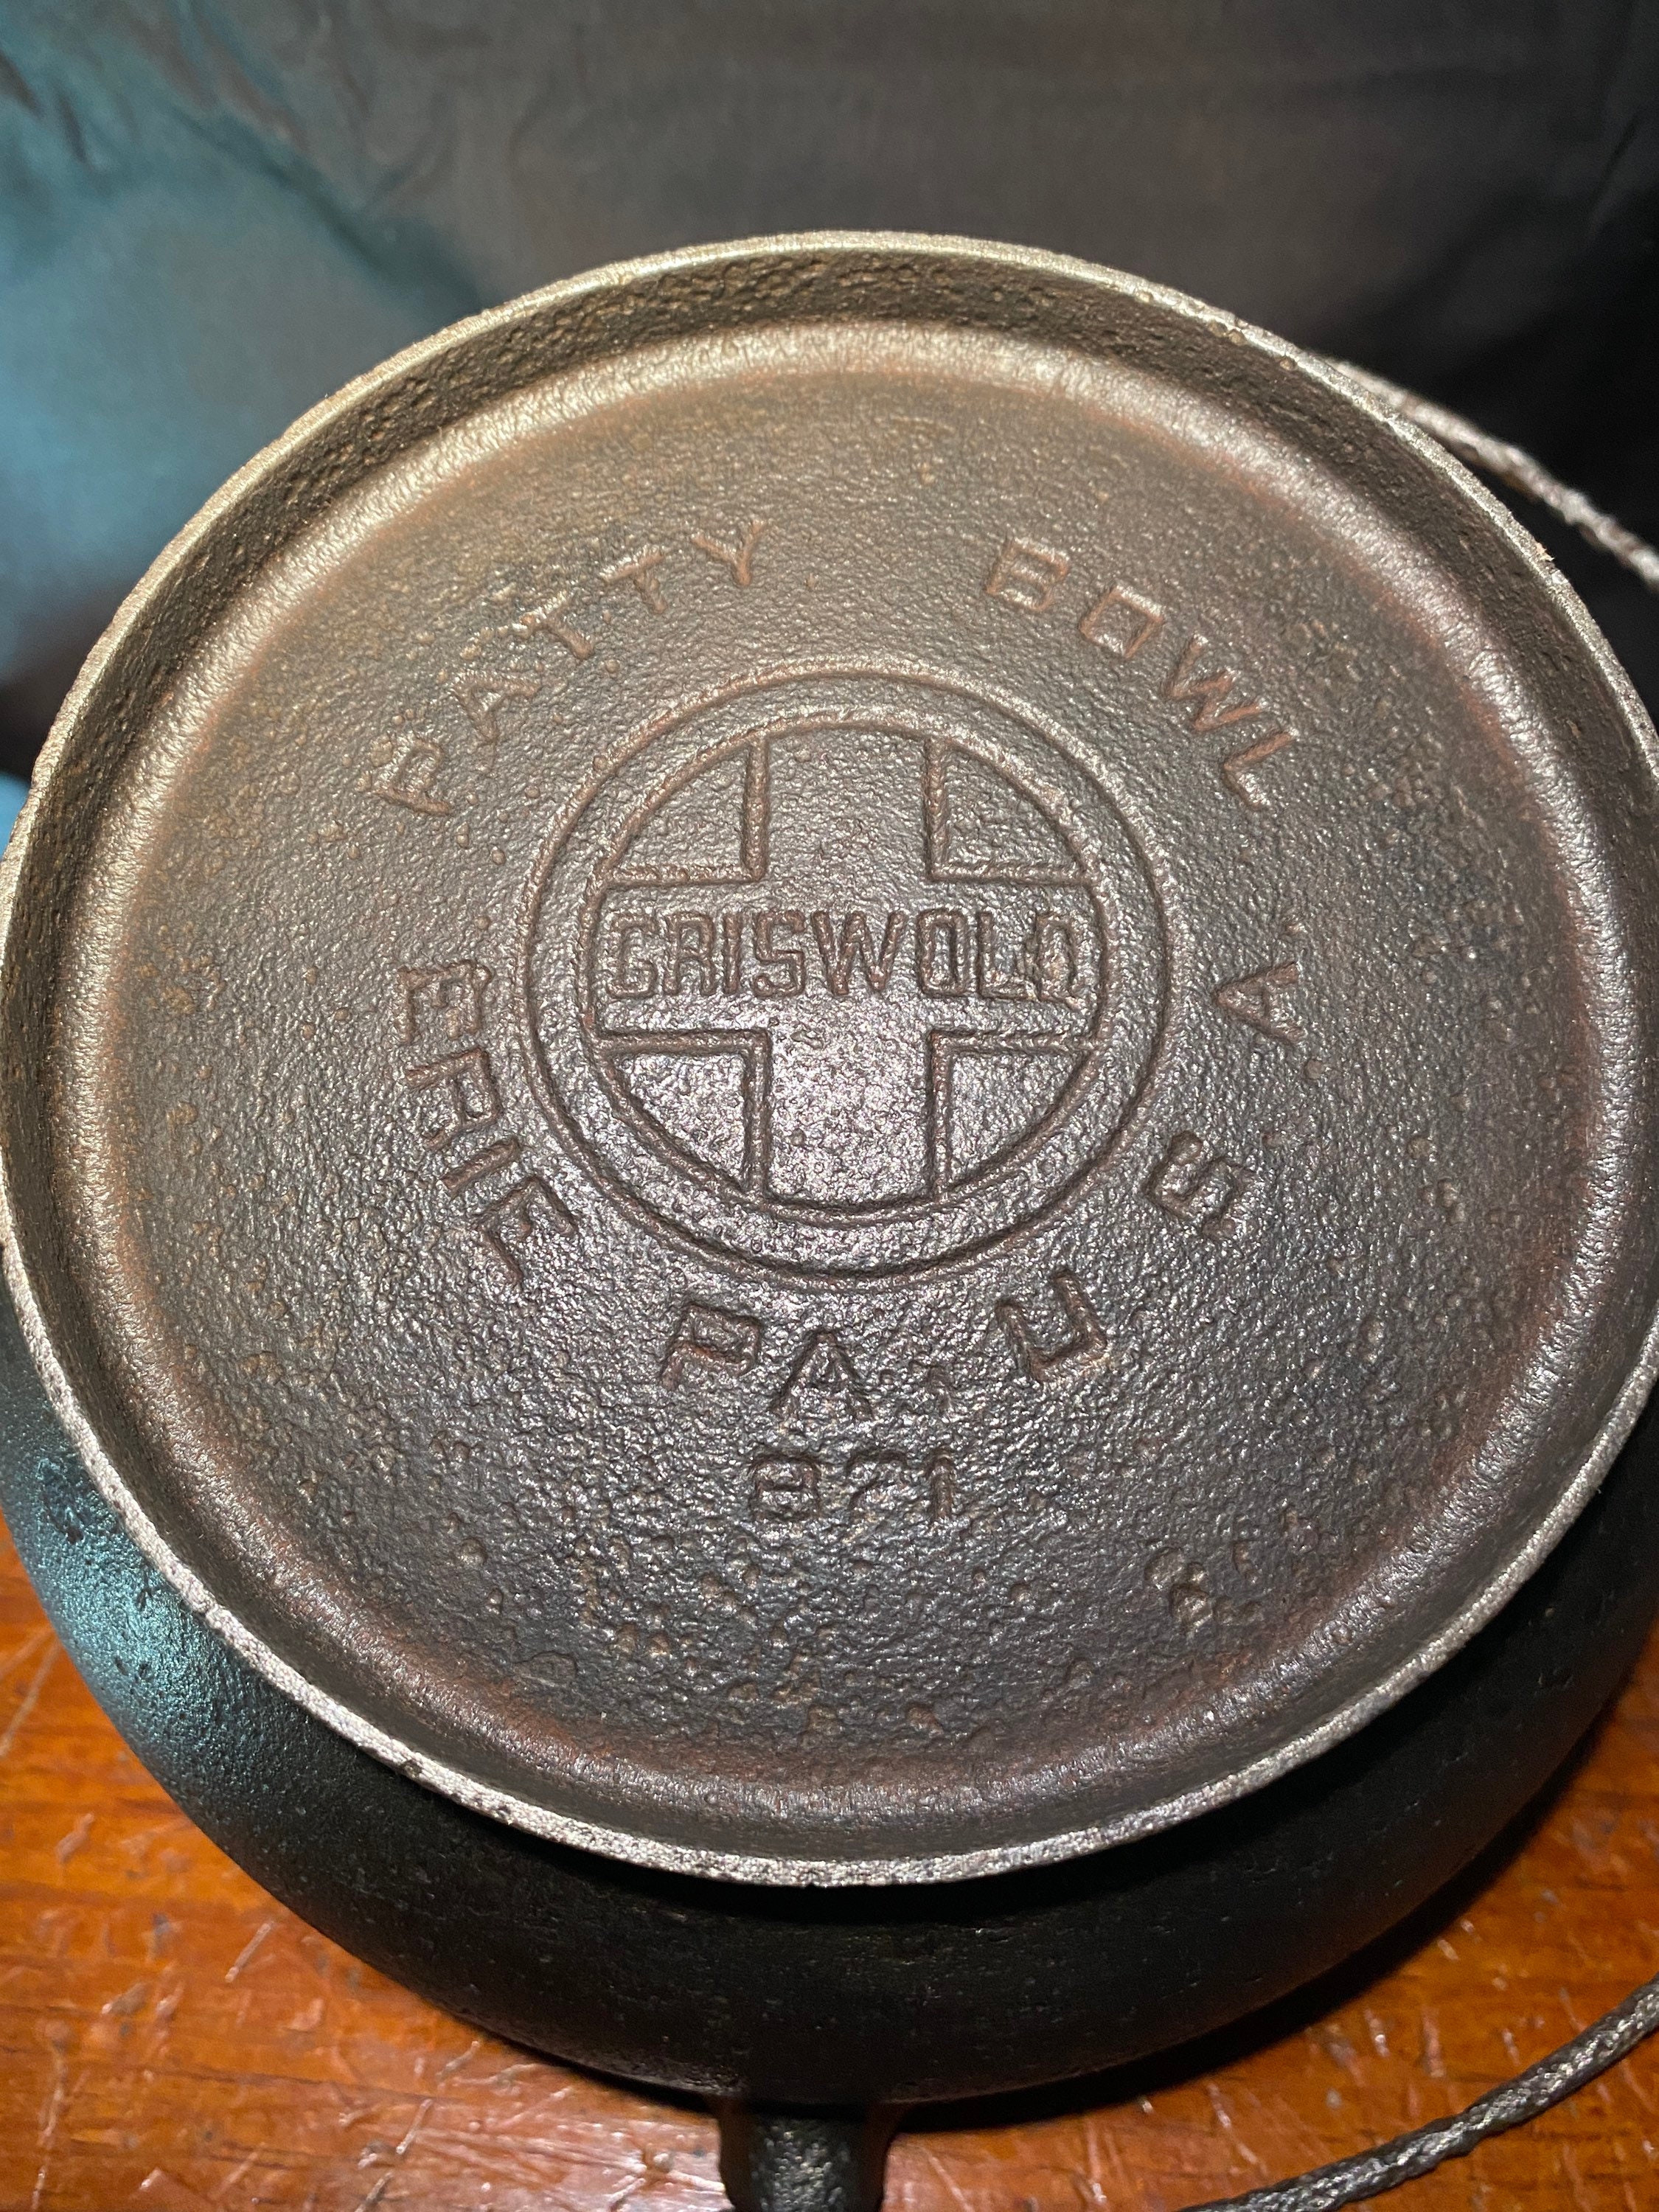 PATTY BOWL
GRISWOLD
ERIE PA., U.S.A.
871